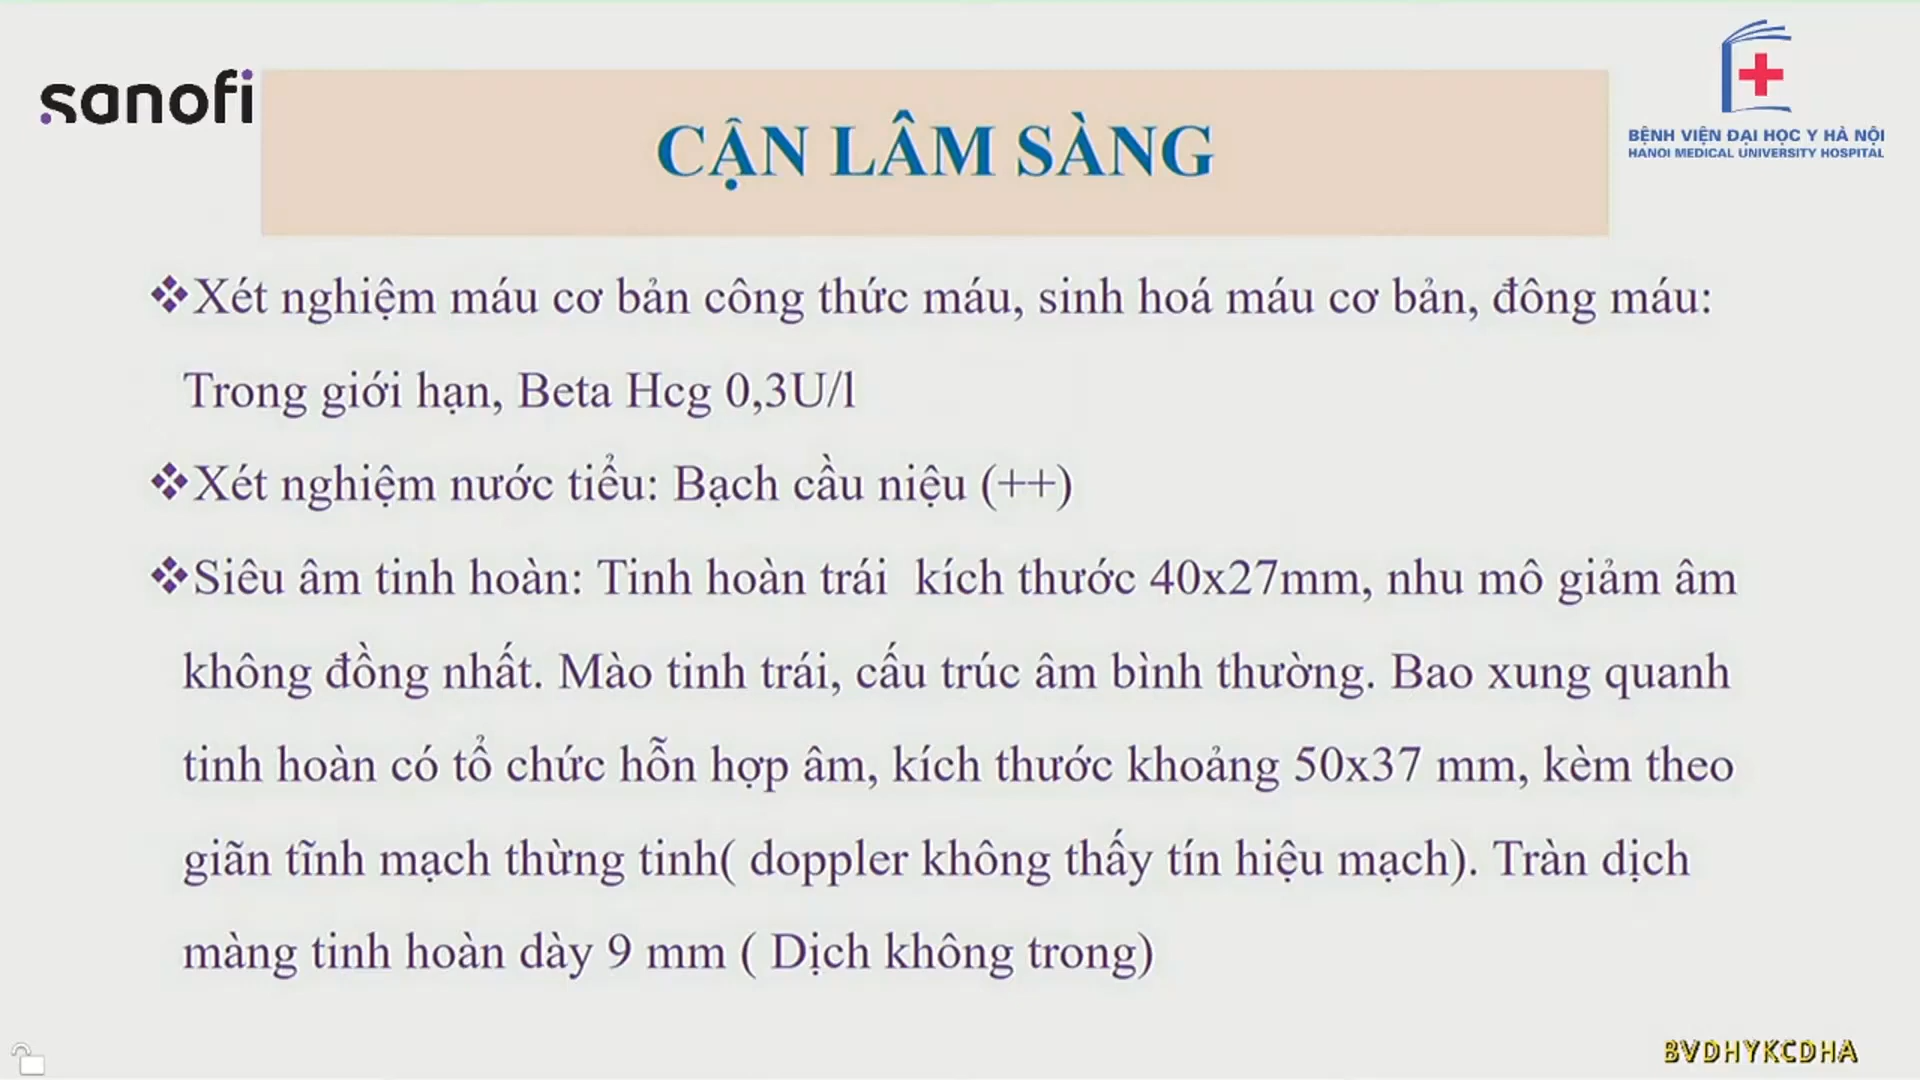 sanofi
BỆNH VIỆN ĐẠI HỌC Y HÀ NỘI
HANOI MEDICAL UNIVERSITY HOSPITAL
CẬN LÂM SÀNG
❖Xét nghiệm máu cơ bản công thức máu, sinh hoá máu cơ bản, đông máu:
Trong giới hạn, Beta Hcg 0,3U/l
❖Xét nghiệm nước tiểu: Bạch cầu niệu (++)
❖Siêu âm tinh hoàn: Tinh hoàn trái kích thước 40x27mm, nhu mô giảm âm
không đồng nhất. Mào tinh trái, cấu trúc âm bình thường. Bao xung quanh
tinh hoàn có tổ chức hỗn hợp âm, kích thước khoảng 50x37 mm, kèm theo
giãn tĩnh mạch thừng tinh( doppler không thấy tín hiệu mạch). Tràn dịch
màng tinh hoàn dày 9 mm ( Dịch không trong)
BVDHYKCDHA